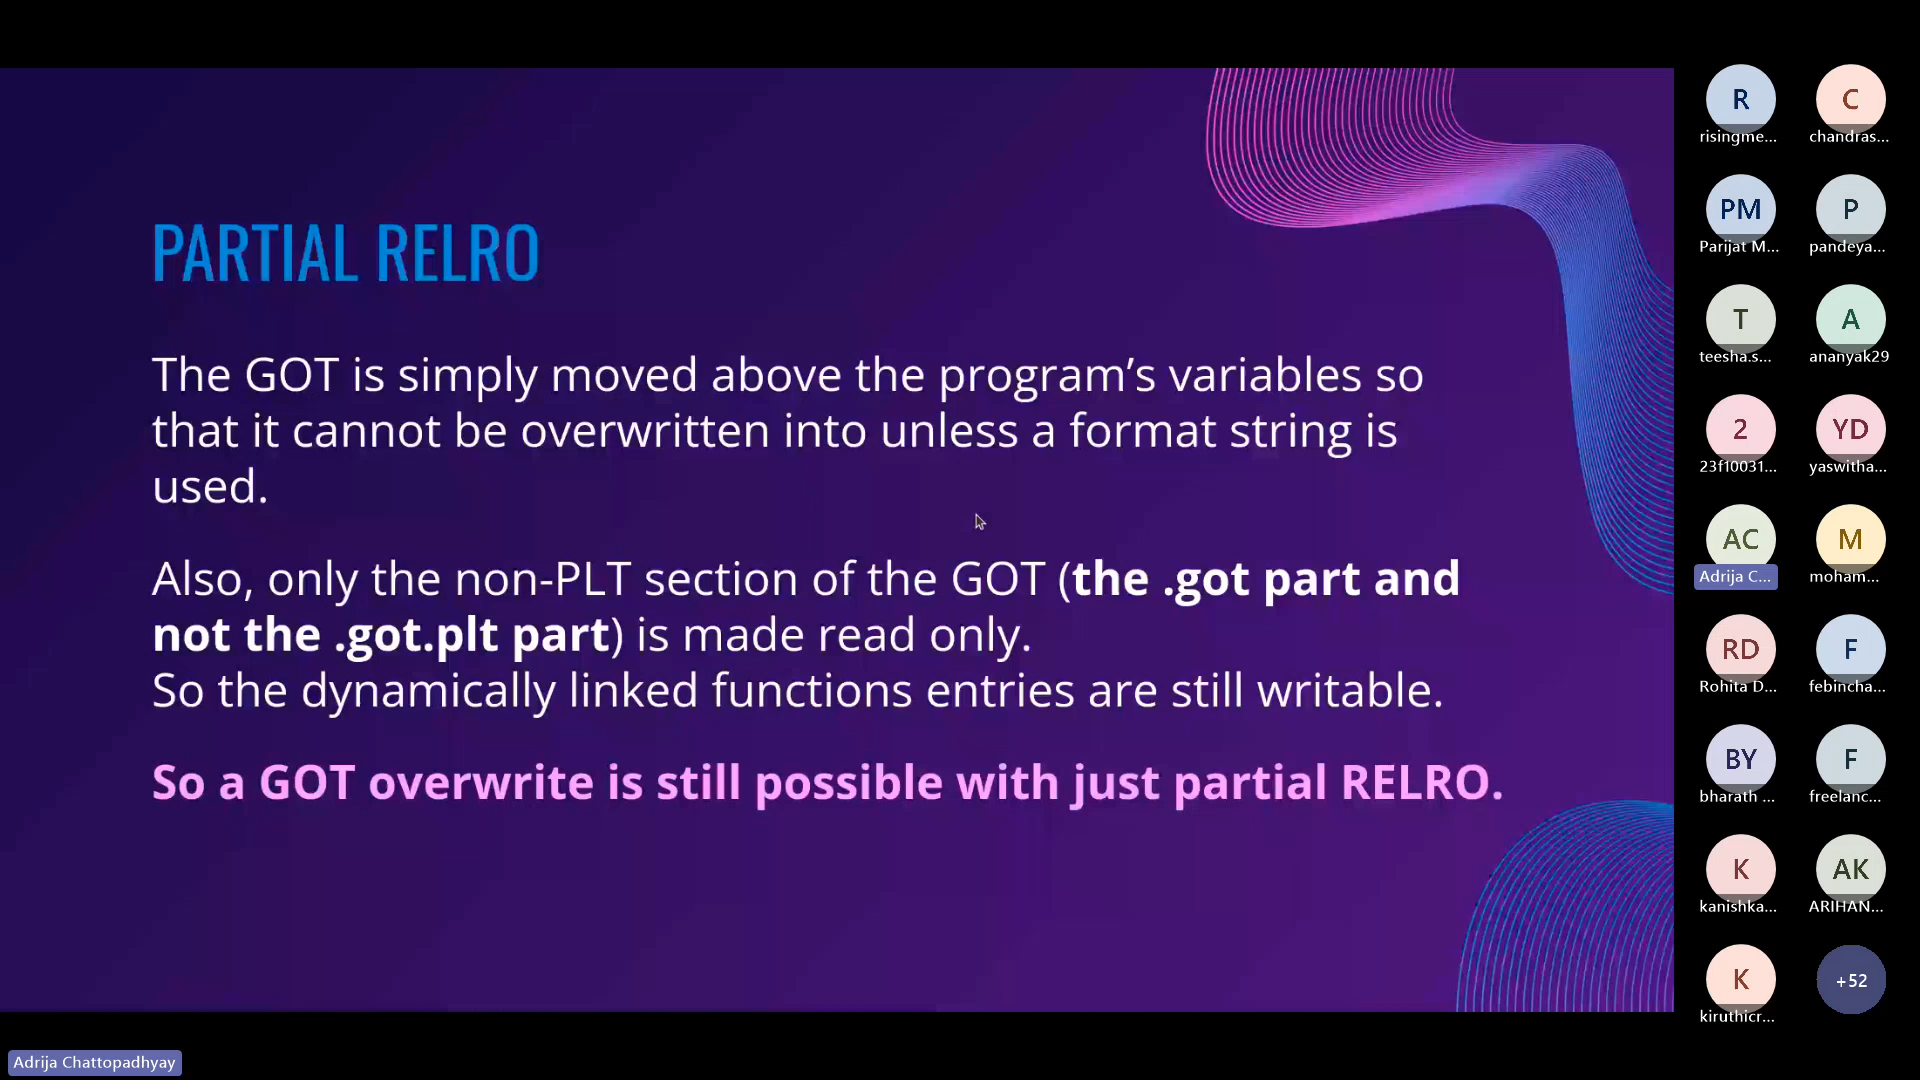 PARTIAL RELRO
The GOT is simply moved above the program’s variables so
that it cannot be overwritten into unless a format string is
used.
Also, only the non-PLT section of the GOT (the .got part and
not the .got.plt part) is made read only.
So the dynamically linked functions entries are still writable.
So a GOT overwrite is still possible with just partial RELRO.
R
risingme...
C
chandras...
PM
Parijat M...
P
pandeya...
T
teesha.s...
A
ananyak29
2
23f10031...
YD
yaswitha...
AC
Adrija C...
M
moham...
RD
Rohita D...
F
febincha...
BY
bharath ...
F
freelanc...
K
kanishka...
AK
ARIHAN...
K
kiruthicr...
+52
Adrija Chattopadhyay